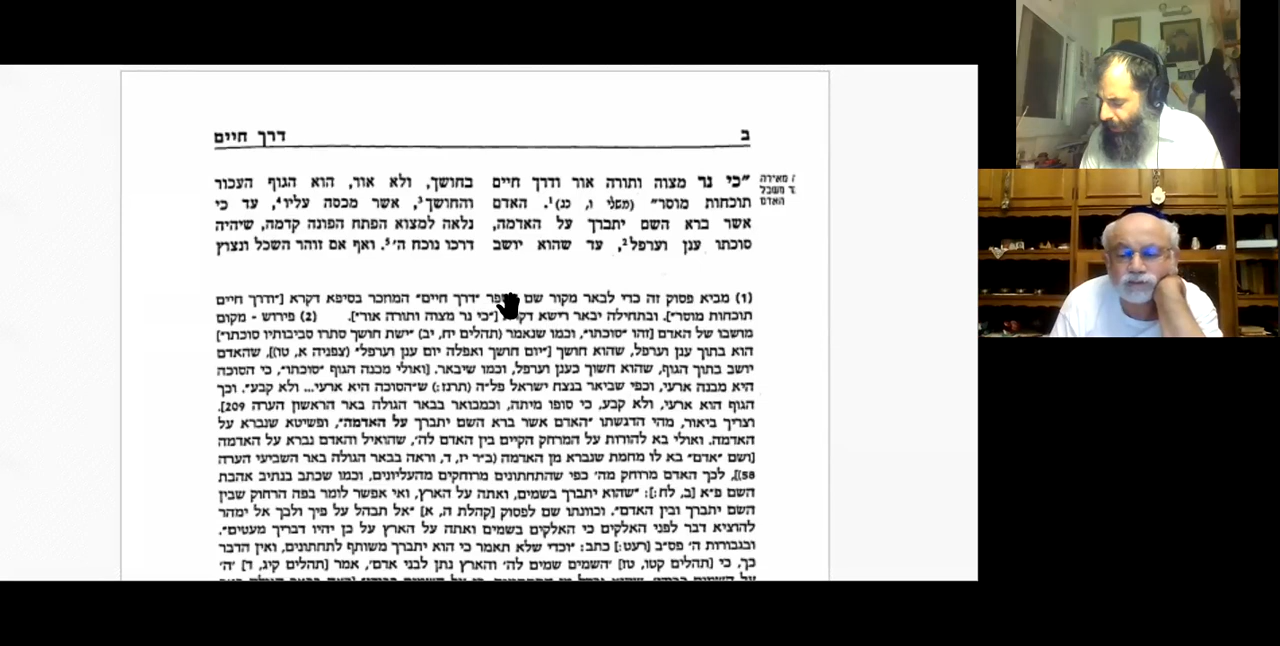 ב
דרך חיים
ז מאירה
ד משכל
האדם
״כי נר מצוה ותורה אור ודרך חיים
תוכחות מוסר״ (משלי ו, כג)1. האדם
אשר ברא השם יתברך על האדמה,
סוכתו ענן וערפל2, עד שהוא יושב
בחושך, ולא אור, הוא הגוף העכור
והחושך3, אשר מכסה עליו4, עד כי
נלאה למצוא הפתח הפונה קדמה, שיהיה
דרכו נוכח ה׳5. ואף אם זוהר השכל ונצוץ
(1) מביא פסוק זה כדי לבאר מקור שם ספר ״דרך חיים״ המוזכר בסיפא דקרא [״ודרך חיים
תוכחות מוסר״]. ובתחילה יבאר רישא דקרא [״כי נר מצוה ותורה אור״]. (2) פירוש - מקום
מושבו של האדם [זהו ״סוכתו״, וכמו שנאמר (תהלים יח, יב) ״ישת חושך סתרו סביבותיו סוכתו״]
הוא בתוך ענן וערפל, שהוא חושך [״יום חושך ואפלה יום ענן וערפל״ (צפניה א, טו)], שהאדם
יושב בתוך הגוף, שהוא חשוך כענן וערפל, וכמו שיבאר. [ואולי מכנה הגוף ״סוכתו״, כי הסוכה
היא מבנה ארעי, וכפי שביאר בנצח ישראל פל״ה (תרנז:) ש״הסוכה היא ארעי... ולא קבע״. וכך
הגוף הוא ארעי, ולא קבע, כי סופו מיתה, וכמבואר בבאר הגולה באר הראשון הערה 209].
וצריך ביאור, מהי הדגשתו ״האדם אשר ברא השם יתברך על האדמה״, ופשיטא שנברא על
האדמה. ואולי בא להורות על המרחק הקיים בין האדם לה׳, שהואיל והאדם נברא על האדמה
[ושם ״אדם״ בא לו מחמת שנברא מן האדמה (ב״ר יז, ד, וראה בבאר הגולה באר השביעי הערה
58)], לכך האדם מרוחק מה׳ כפי שהתחתונים מרוחקים מהעליונים, וכמו שכתב בנתיב אהבת
השם פ״א [ב, לח:]: ״שהוא יתברך בשמים, ואתה על הארץ, ואי אפשר לומר בפה הרחוק שבין
השם יתברך ובין האדם״. וכוונתו שם לפסוק [קהלת ה, א] ״אל תבהל על פיך ולבך אל ימהר
להוציא דבר לפני האלקים כי האלקים בשמים ואתה על הארץ על כן יהיו דבריך מעטים״.
ובגבורות ה׳ פס״ב [רעט:] כתב: ״וכדי שלא תאמר כי הוא יתברך משותף לתחתונים, ואין הדבר
כך, כי [תהלים קטו, טז] ׳השמים שמים לה׳ והארץ נתן לבני אדם׳, אמר [תהלים קיג, ד] ׳ה׳